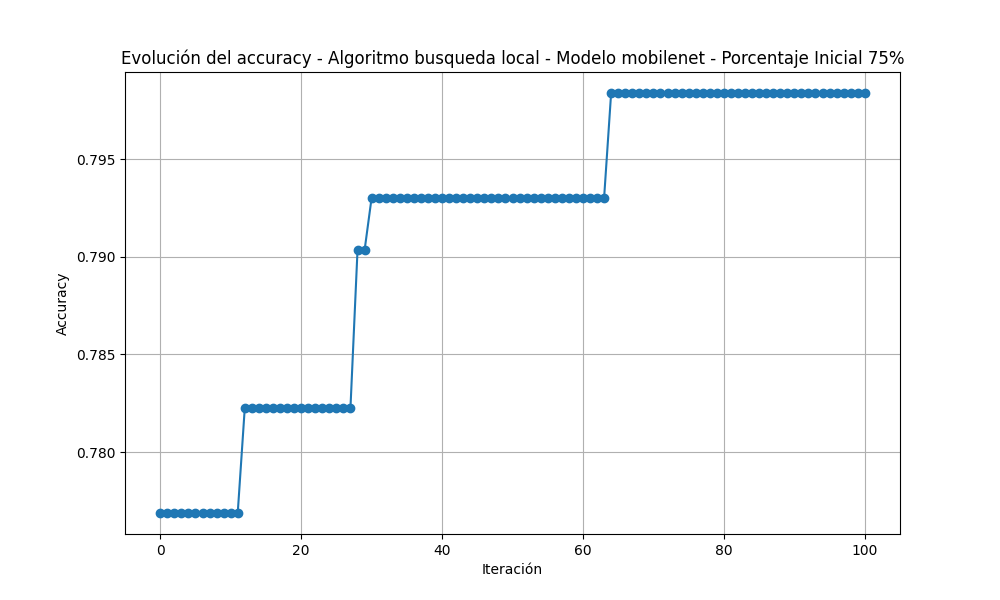 Evolución del accuracy - Algoritmo busqueda local - Modelo mobilenet - Porcentaje Inicial 75%
Accuracy
0.795
0.790
0.785
0.780
0 20 40 60 80 100
Iteración